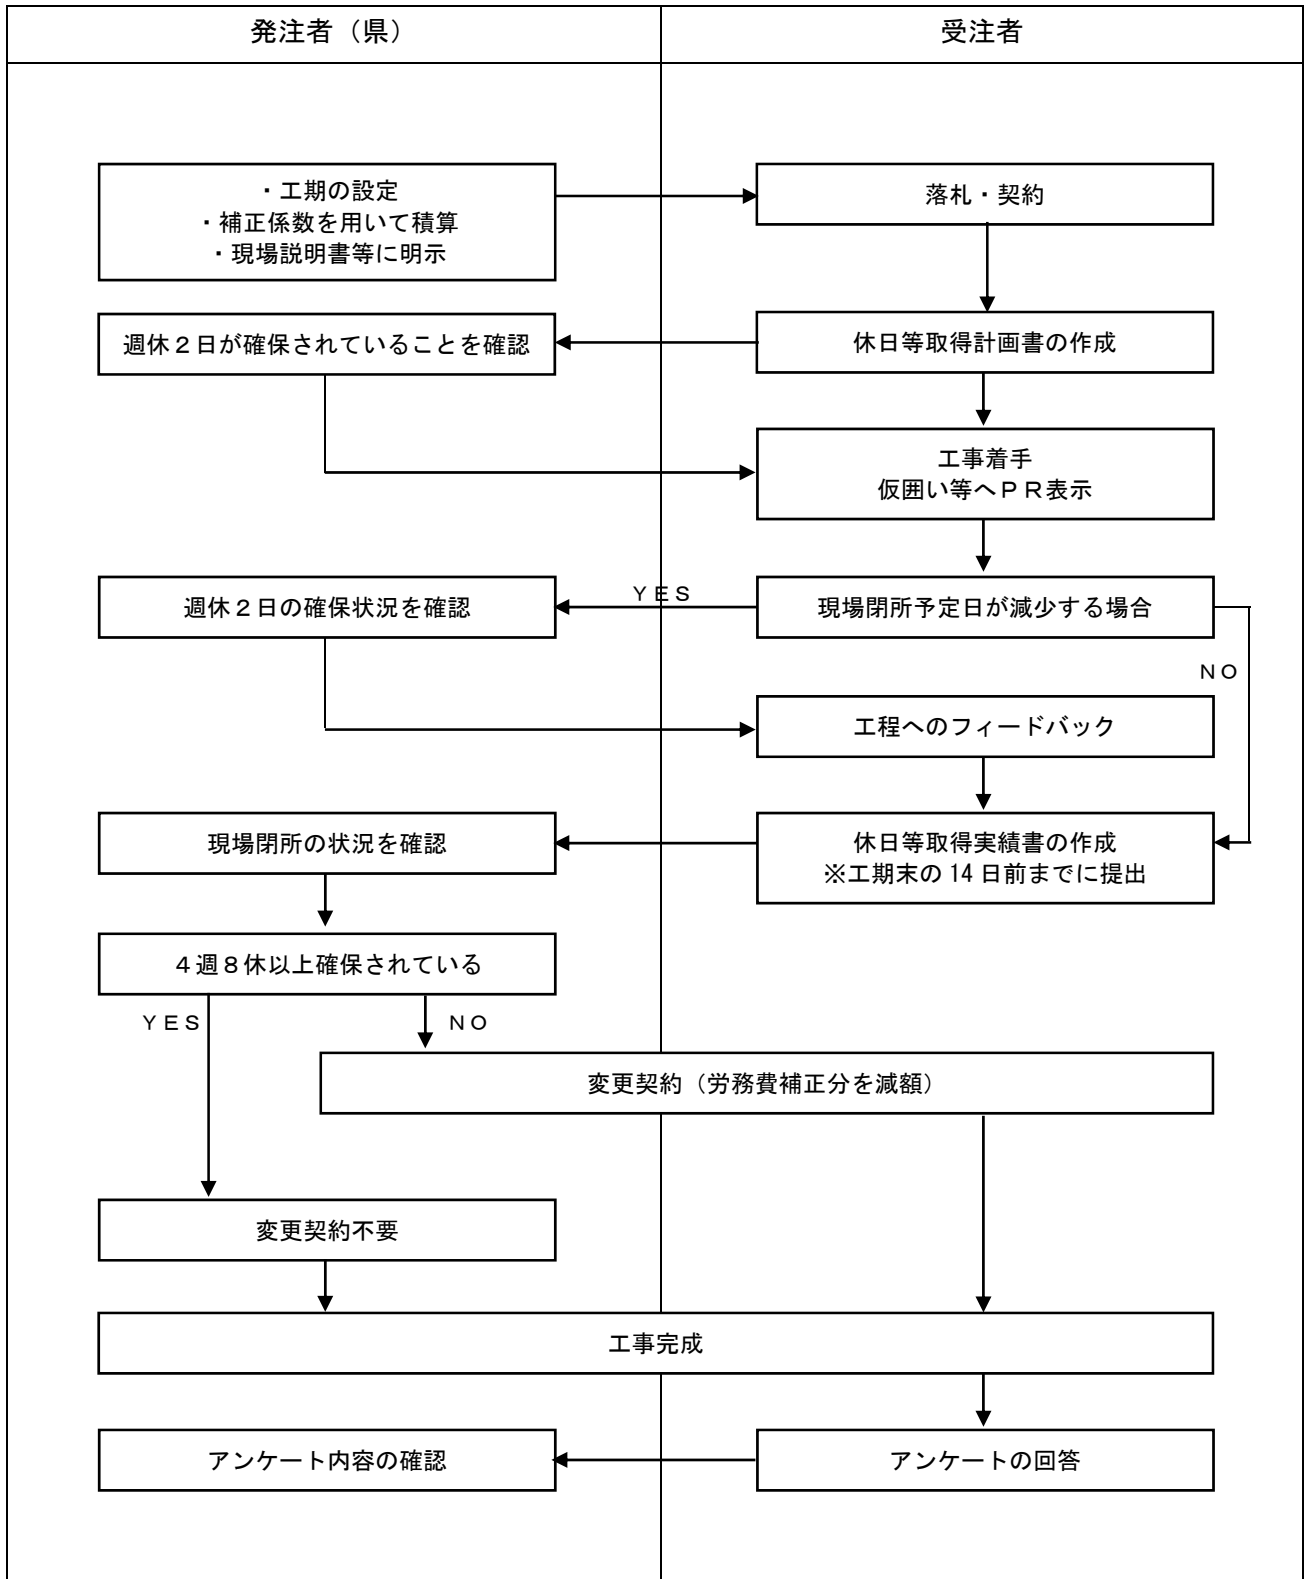 発注者（県）
受注者
・工期の設定
・補正係数を用いて積算
・現場説明書等に明示
落札・契約
週休２日が確保されていることを確認
休日等取得計画書の作成
工事着手
仮囲い等へＰＲ表示
週休２日の確保状況を確認
ＹＥＳ
現場閉所予定日が減少する場合
ＮＯ
工程へのフィードバック
現場閉所の状況を確認
休日等取得実績書の作成
※工期末の 14 日前までに提出
４週８休以上確保されている
ＹＥＳ
ＮＯ
変更契約（労務費補正分を減額）
変更契約不要
工事完成
アンケート内容の確認
アンケートの回答